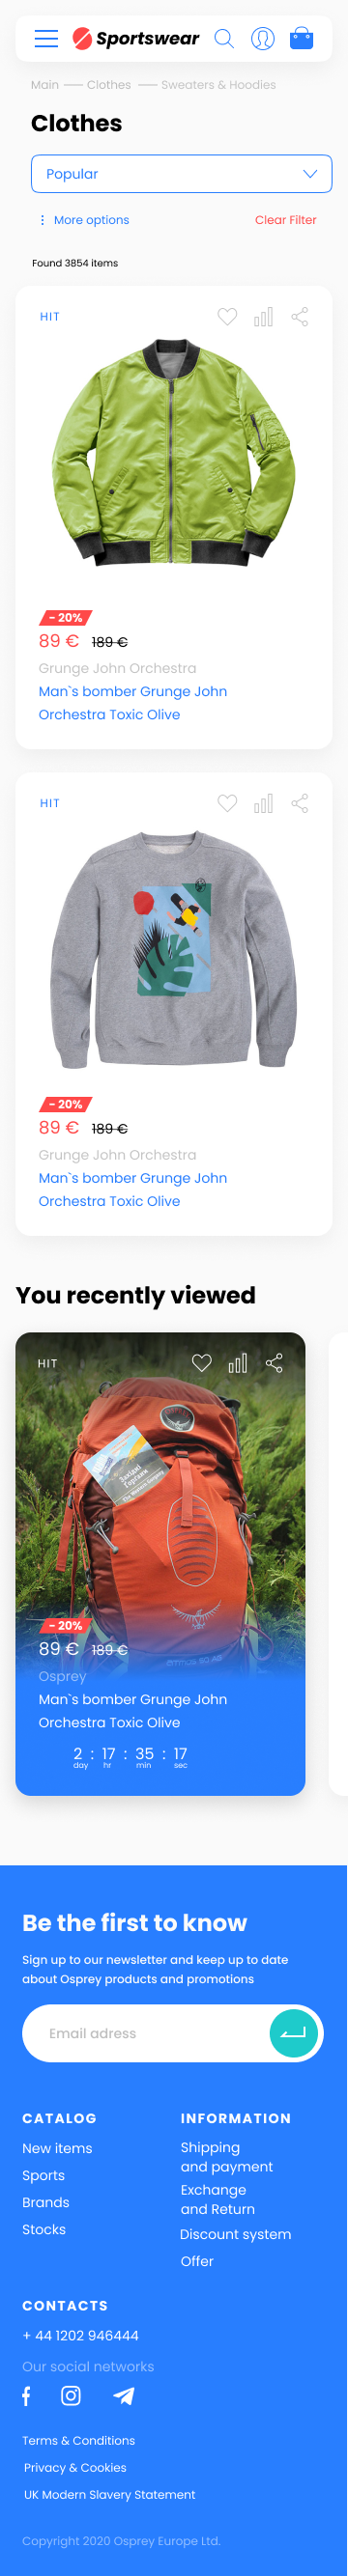 Sportswear
Main Clothes Sweaters & Hoodies
Clothes
Popular
More options Clear Filter
Found 3854 items
HIT
- 20%
89 € 189 €
Grunge John Orchestra
Man`s bomber Grunge John
Orchestra Toxic Olive
HIT
- 20%
89 € 189 €
Grunge John Orchestra
Man`s bomber Grunge John
Orchestra Toxic Olive
You recently viewed
HIT
- 20%
89 € 189 €
Osprey
Man`s bomber Grunge John
Orchestra Toxic Olive
2 : 17 : 35 : 17
day hr min sec
Be the first to know
Sign up to our newsletter and keep up to date
about Osprey products and promotions
Email adress
CATALOG
New items
Sports
Brands
Stocks
INFORMATION
Shipping
and payment
Exchange
and Return
Discount system
Offer
CONTACTS
+ 44 1202 946444
Our social networks
Terms & Conditions
Privacy & Cookies
UK Modern Slavery Statement
Copyright 2020 Osprey Europe Ltd.